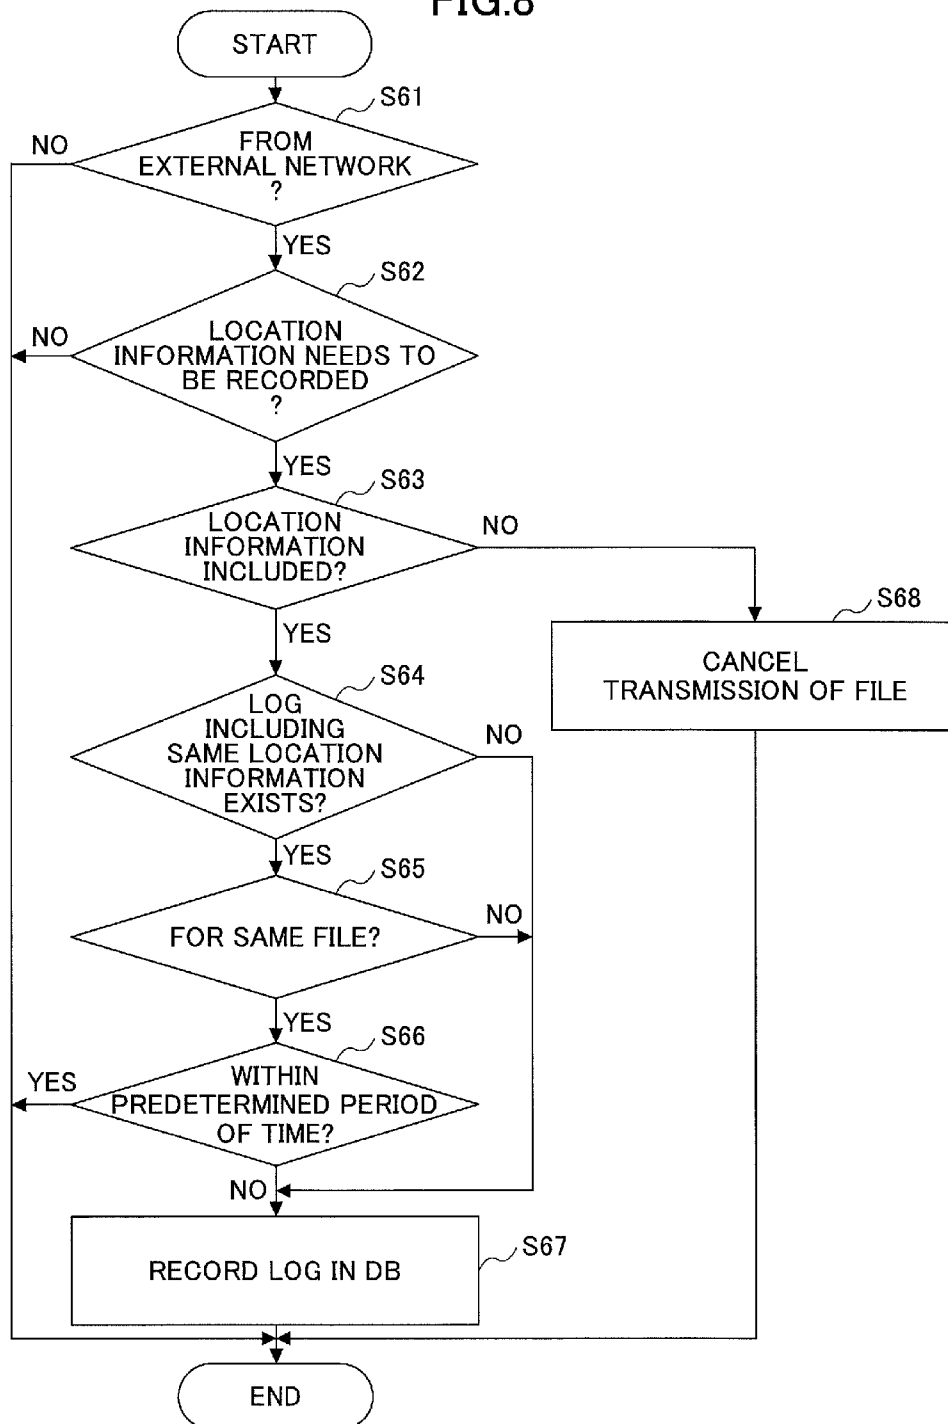 FIG.8
START
S61
NO
FROM
EXTERNAL NETWORK
?
YES
S62
NO
LOCATION
INFORMATION NEEDS TO
BE RECORDED
?
YES
S63
LOCATION
INFORMATION
INCLUDED?
NO
YES
S68
CANCEL
TRANSMISSION OF FILE
S64
LOG
INCLUDING
SAME LOCATION
INFORMATION
EXISTS?
NO
YES
S65
FOR SAME FILE?
NO
YES
S66
YES
WITHIN
PREDETERMINED PERIOD
OF TIME?
NO
S67
RECORD LOG IN DB
END